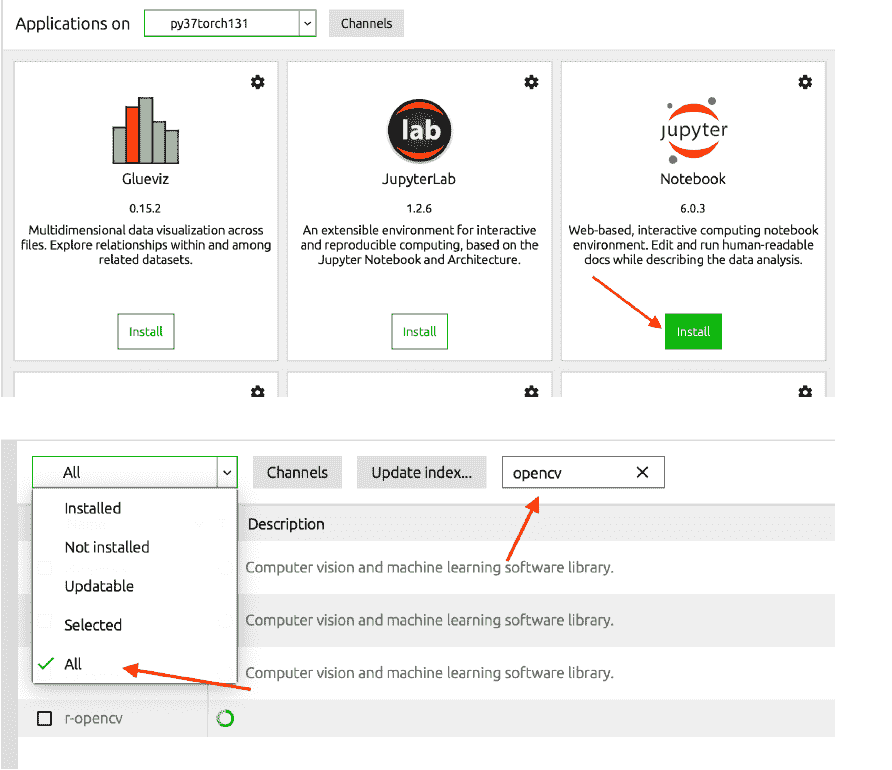 Applications on py37torch131 Channels
lab
jupyter
Glueviz JupyterLab Notebook
0.15.2 1.2.6 6.0.3
Multidimensional data visualization across
files. Explore relationships within and among
related datasets.
An extensible environment for interactive
and reproducible computing, based on the
Jupyter Notebook and Architecture.
Web-based, interactive computing notebook
environment. Edit and run human-readable
docs while describing the data analysis.
Install Install Install
All Channels Update index... opencv
Installed
Not installed
Updatable
Selected
All
Description
Computer vision and machine learning software library.
Computer vision and machine learning software library.
Computer vision and machine learning software library.
r-opencv